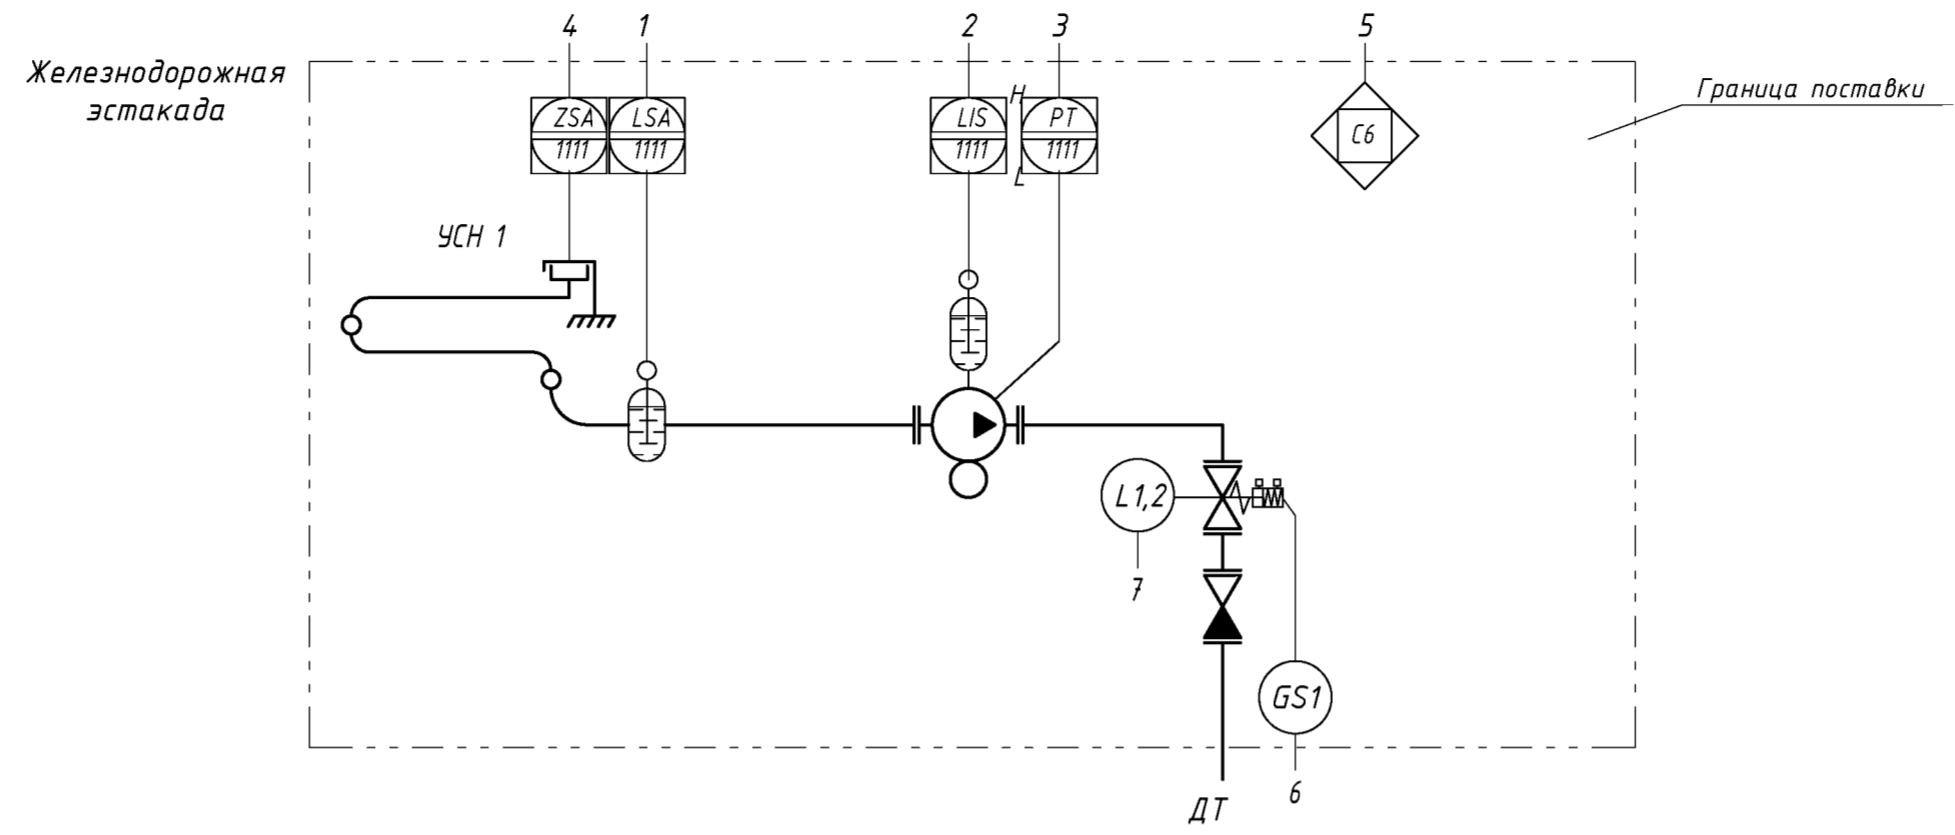 4 1 2 3 5
Железнодорожная
эстакада
Граница поставки
ZSA
1111
LSA
1111
LIS
1111
H
L
PT
1111
С6
УСН 1
L1,2
7
GS1
6
ДТ